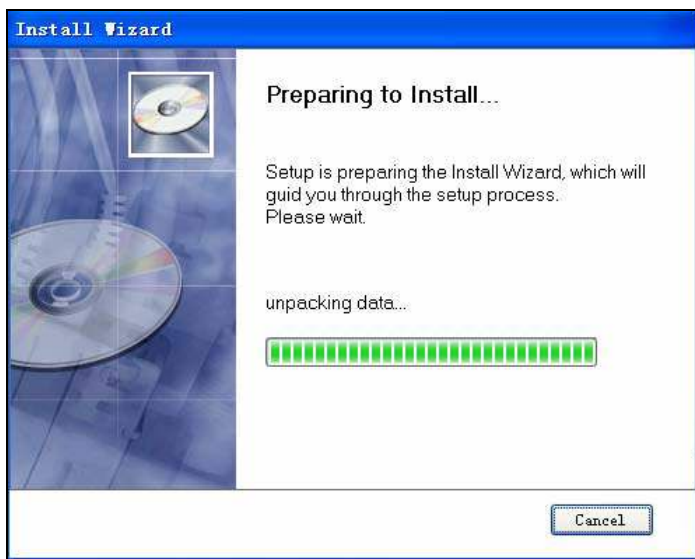 Install Wizard
Preparing to Install...
Setup is preparing the Install Wizard, which will
guid you through the setup process.
Please wait.
unpacking data...
Cancel